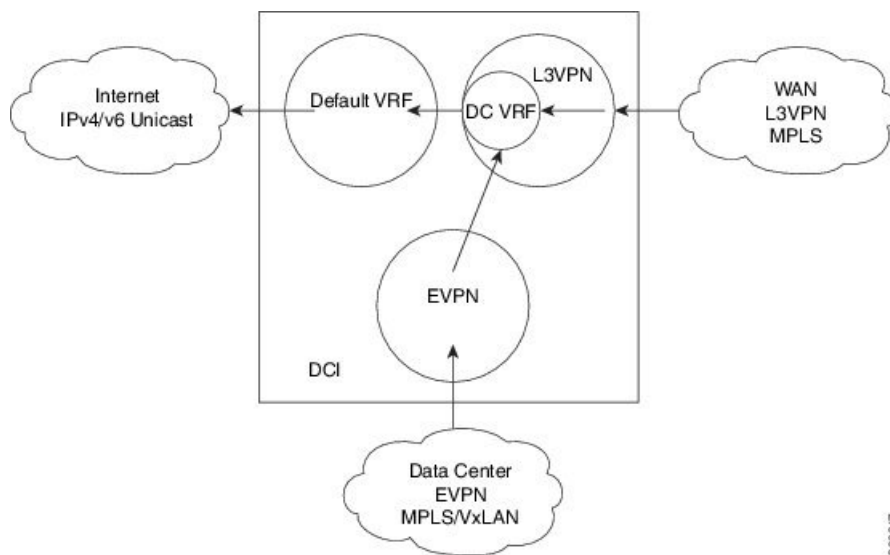 Internet
IPv4/v6 Unicast
Default VRF
L3VPN
DC VRF
WAN
L3VPN
MPLS
EVPN
DCI
Data Center
EVPN
MPLS/VxLAN